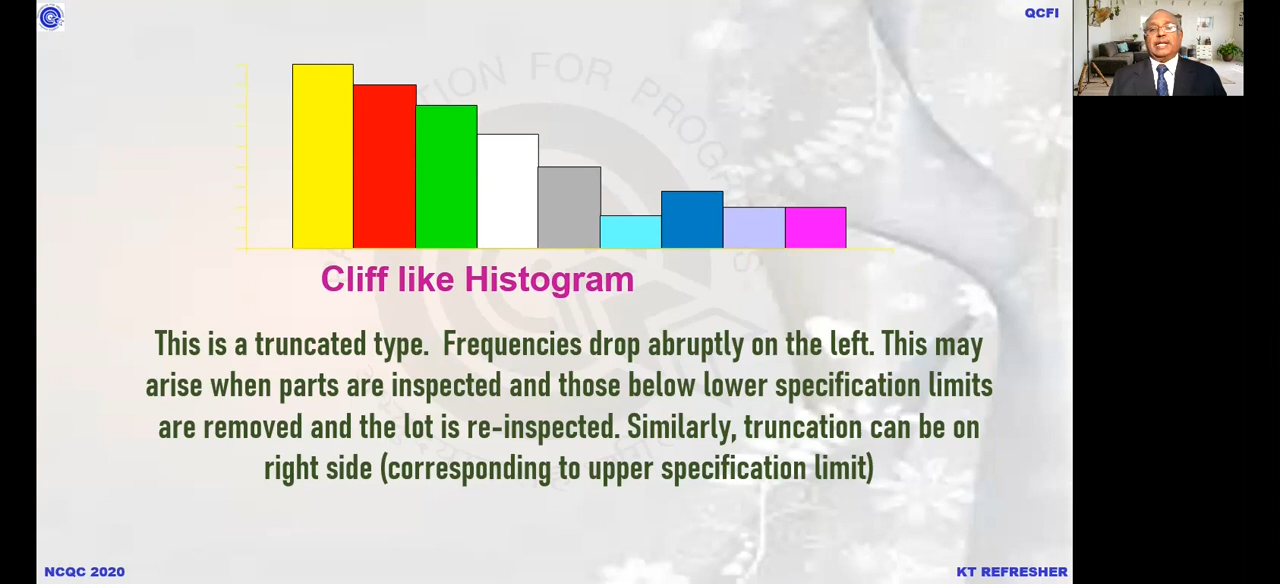 QCFI
Cliff like Histogram
This is a truncated type. Frequencies drop abruptly on the left. This may
arise when parts are inspected and those below lower specification limits
are removed and the lot is re-inspected. Similarly, truncation can be on
right side (corresponding to upper specification limit)
NCQC 2020
KT REFRESHER